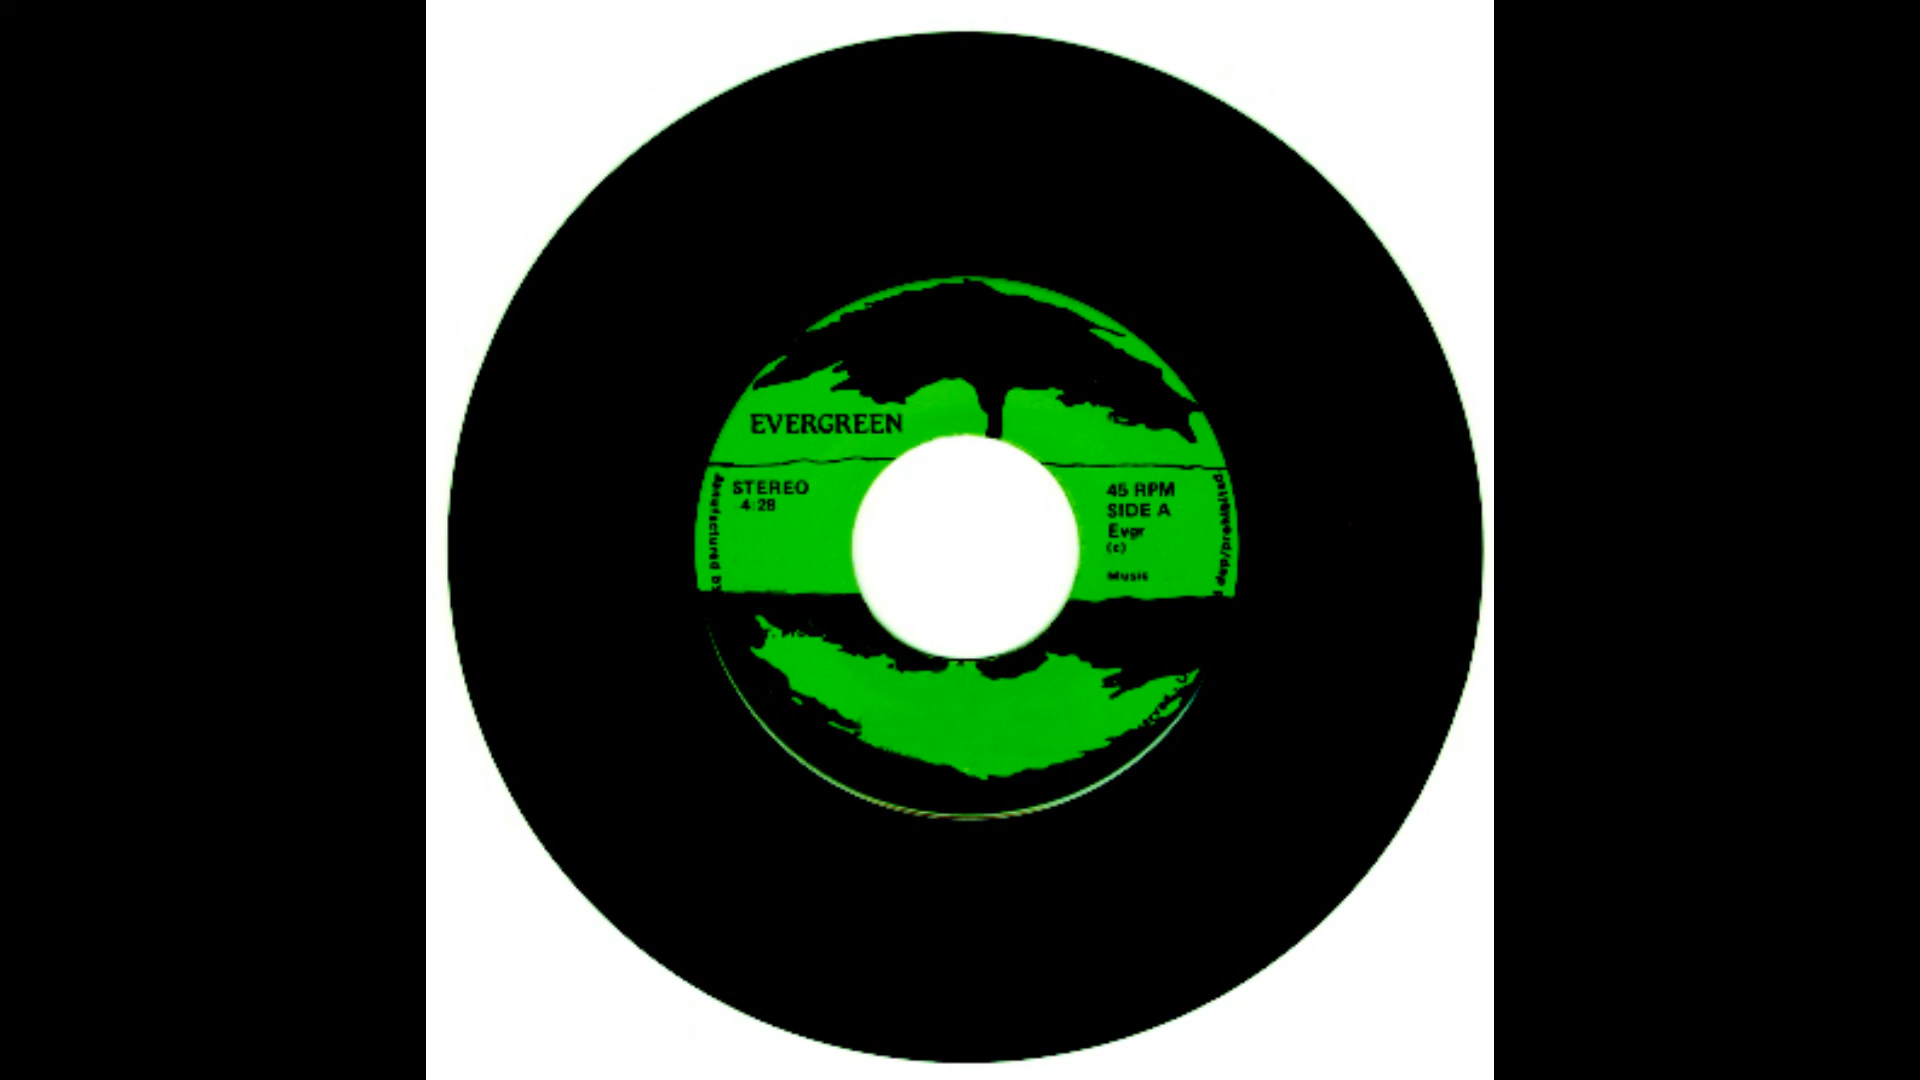 EVERGREEN
STEREO
4:28
45 RPM
SIDE A
Evgr
(c)
Music